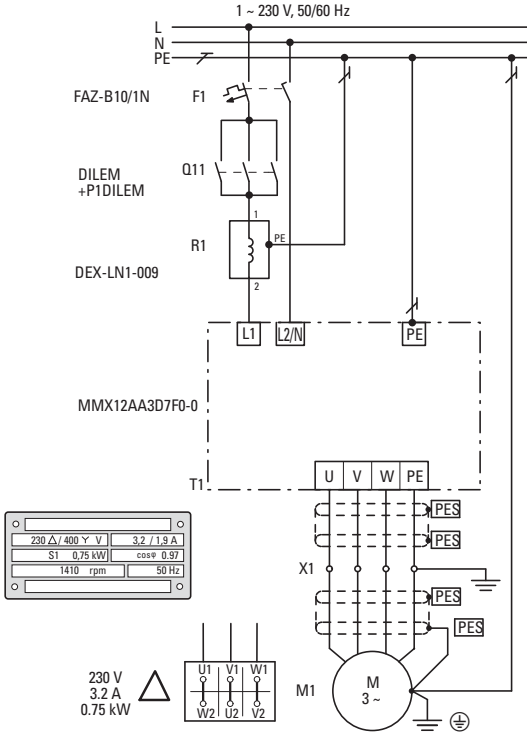 1 ~ 230 V, 50/60 Hz
L
N
PE
FAZ-B10/1N
F1
DILEM
+P1DILEM
Q11
1
R1
PE
DEX-LN1-009
2
L1
L2/N
PE
MMX12AA3D7F0-0
T1
U
V
W
PE
PES
PES
X1
PES
PES
230 △ / 400 Y V
3,2 / 1,9 A
S1 0,75 kW
cosφ 0.97
1410 rpm
50 Hz
230 V
3.2 A
0.75 kW
U1 V1 W1
W2 U2 V2
M1
M
3 ~